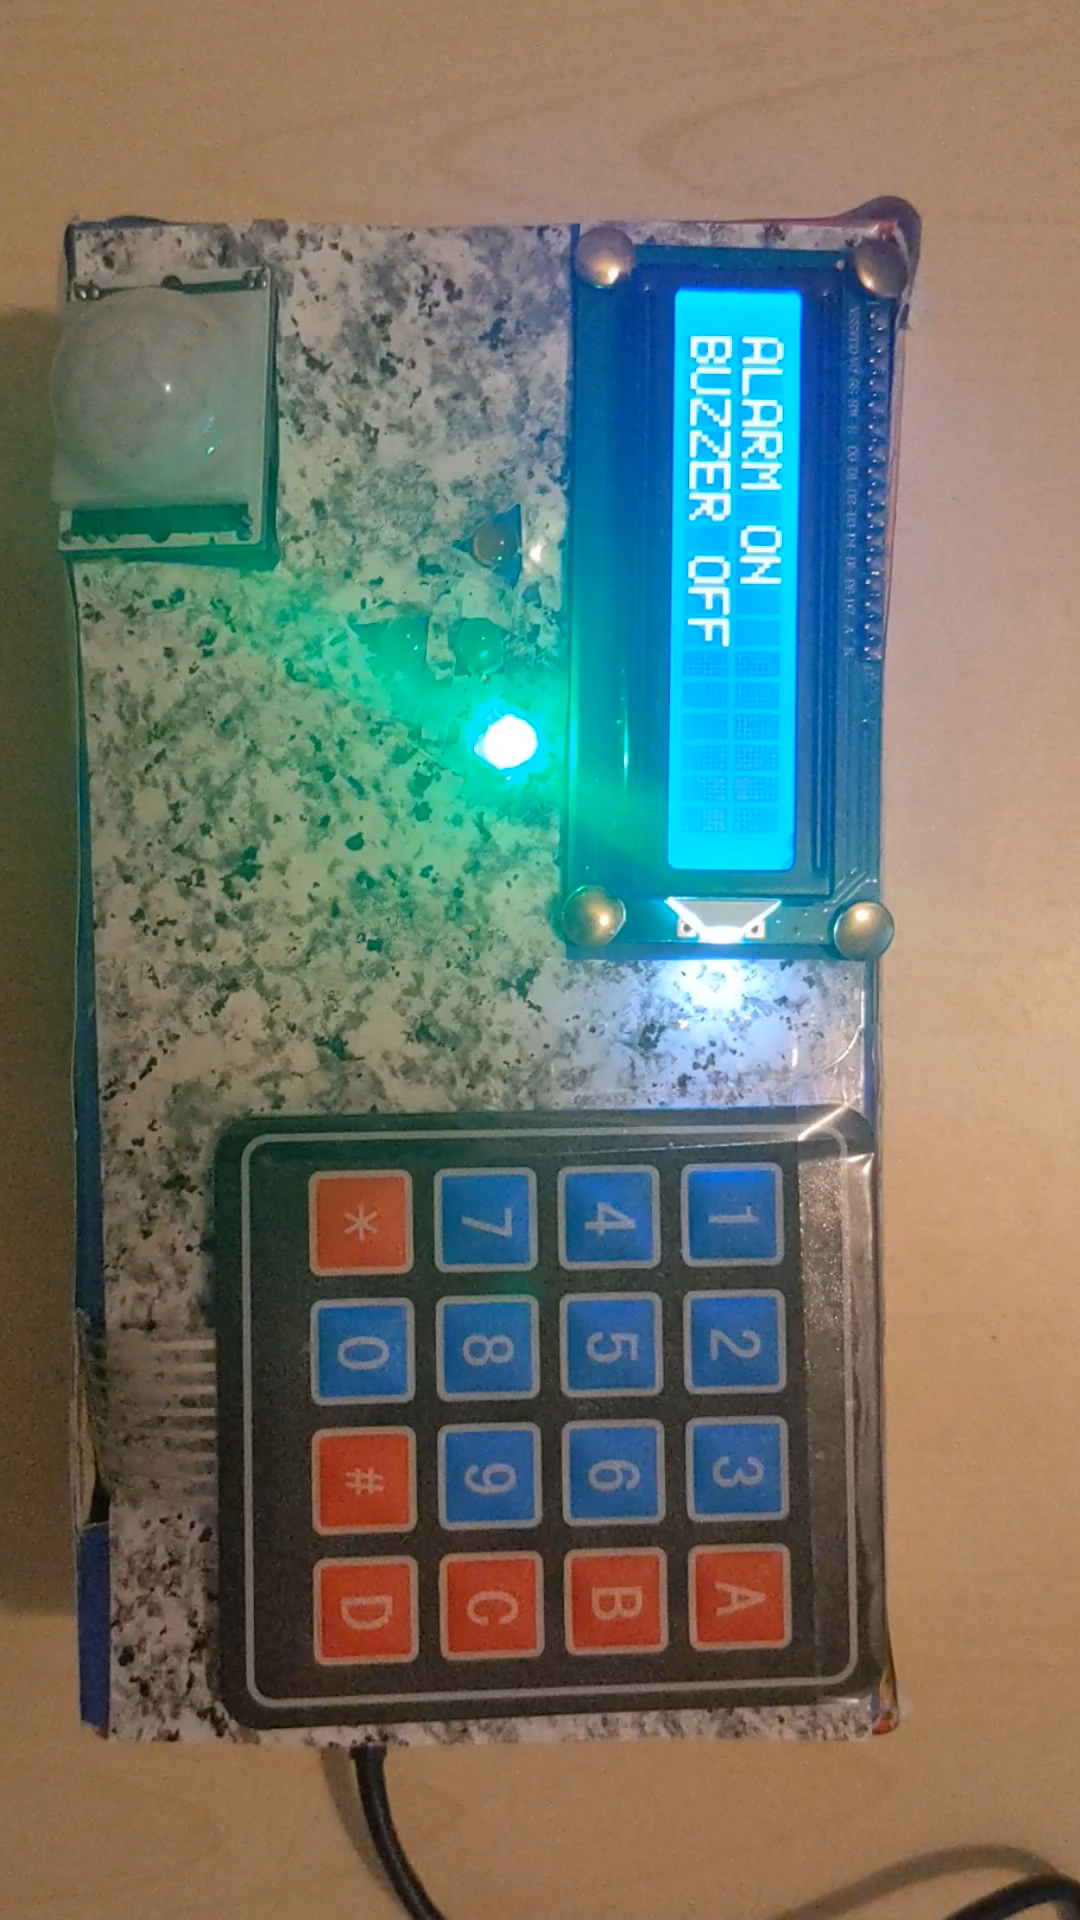 ALARM ON
BUZZER OFF
1 2 3 A
4 5 6 B
7 8 9 C
* 0 # D